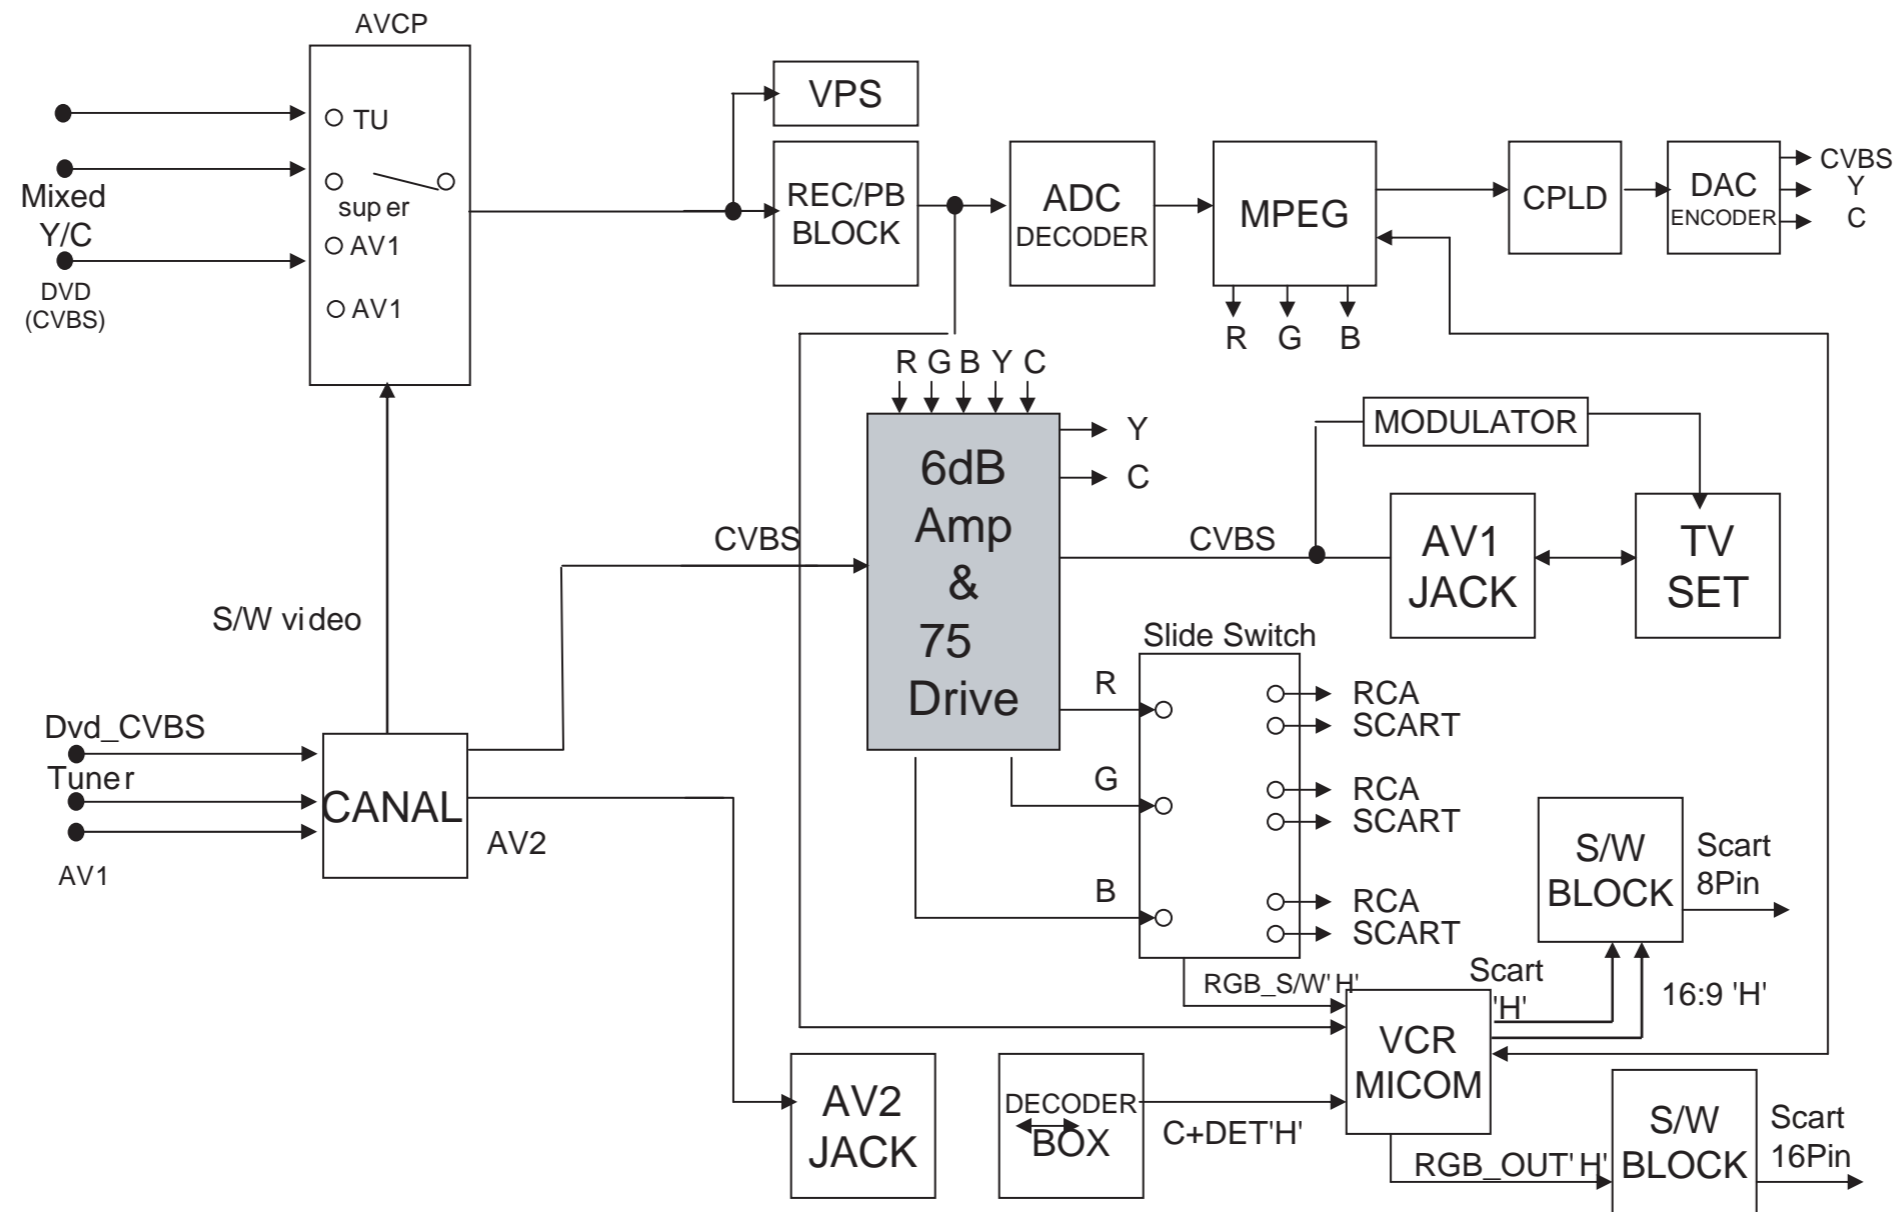 AVCP
TU
super
AV1
AV1
Mixed
Y/C
DVD
(CVBS)
VPS
REC/PB
BLOCK
ADC
DECODER
MPEG
CPLD
DAC
ENCODER
CVBS
Y
C
R G B
R G B Y C
6dB
Amp
&
75
Drive
Y
C
MODULATOR
CVBS
CVBS
AV1
JACK
TV
SET
S/W video
Slide Switch
R
RCA
SCART
G
RCA
SCART
B
RCA
SCART
Dvd_CVBS
Tuner
AV1
CANAL
AV2
S/W
BLOCK
Scart
8Pin
RGB_S/W'H'
Scart
'H'
16:9 'H'
VCR
MICOM
AV2
JACK
DECODER
BOX
C+DET'H'
RGB_OUT'H'
S/W
BLOCK
Scart
16Pin